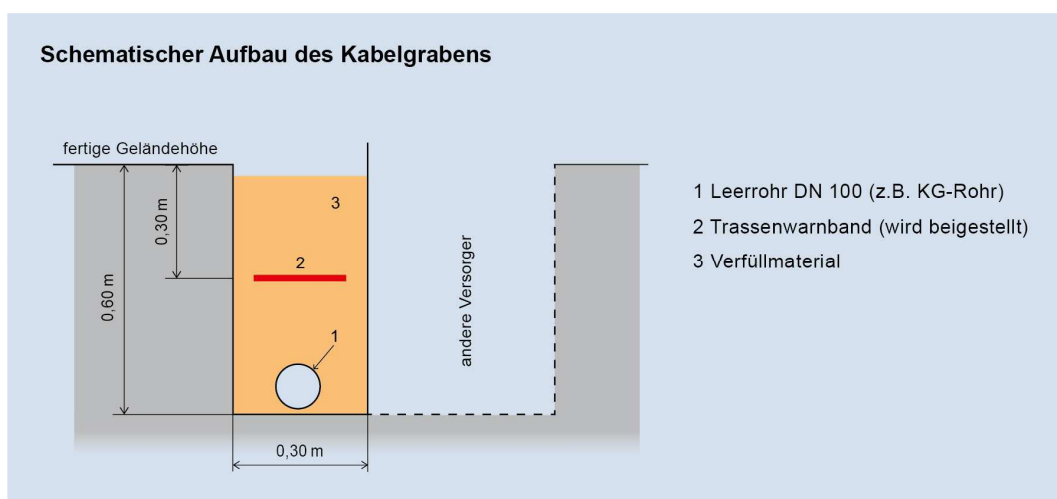 Schematischer Aufbau des Kabelgrabens
fertige Geländehöhe
3
0,30 m
2
0,60 m
1
andere Versorger
0,30 m
1 Leerrohr DN 100 (z.B. KG-Rohr)
2 Trassenwarnband (wird beigestellt)
3 Verfüllmaterial